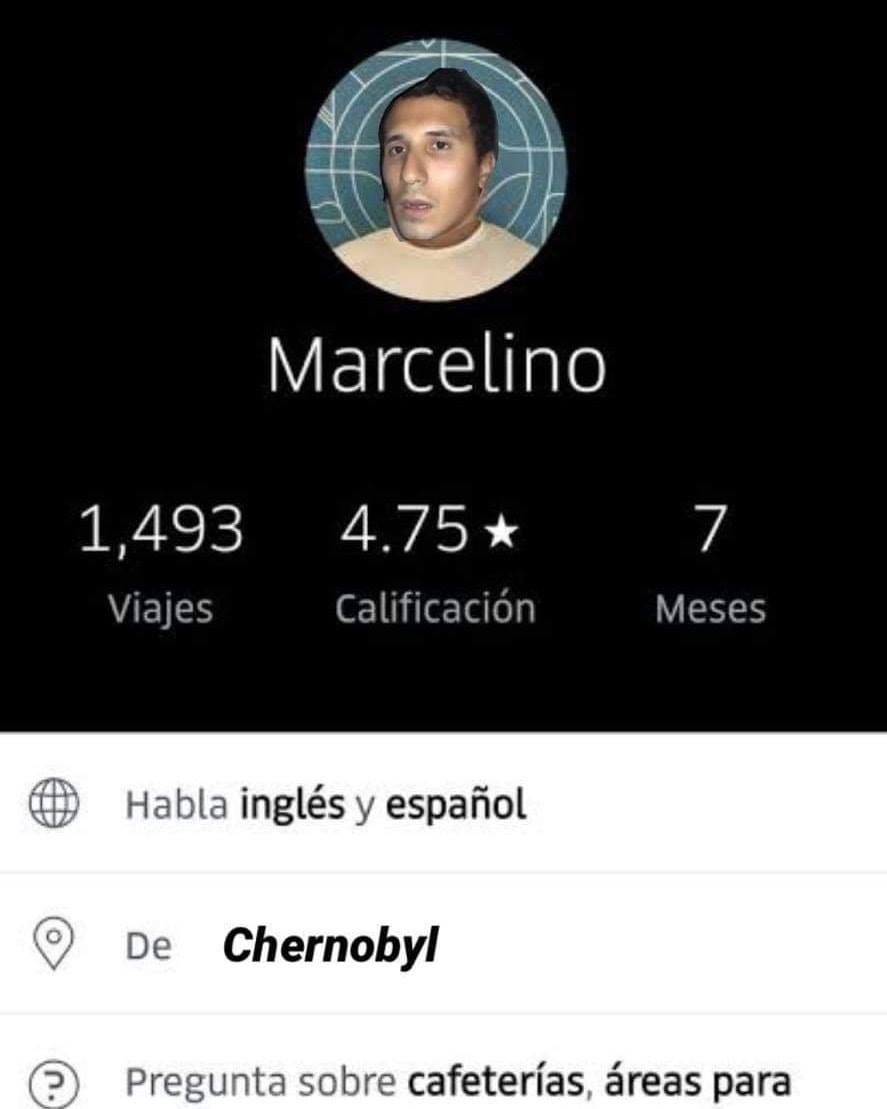 Marcelino
1,493 4.75 ★ 7
Viajes Calificación Meses
Habla inglés y español
De Chernobyl
Pregunta sobre cafeterías, áreas para